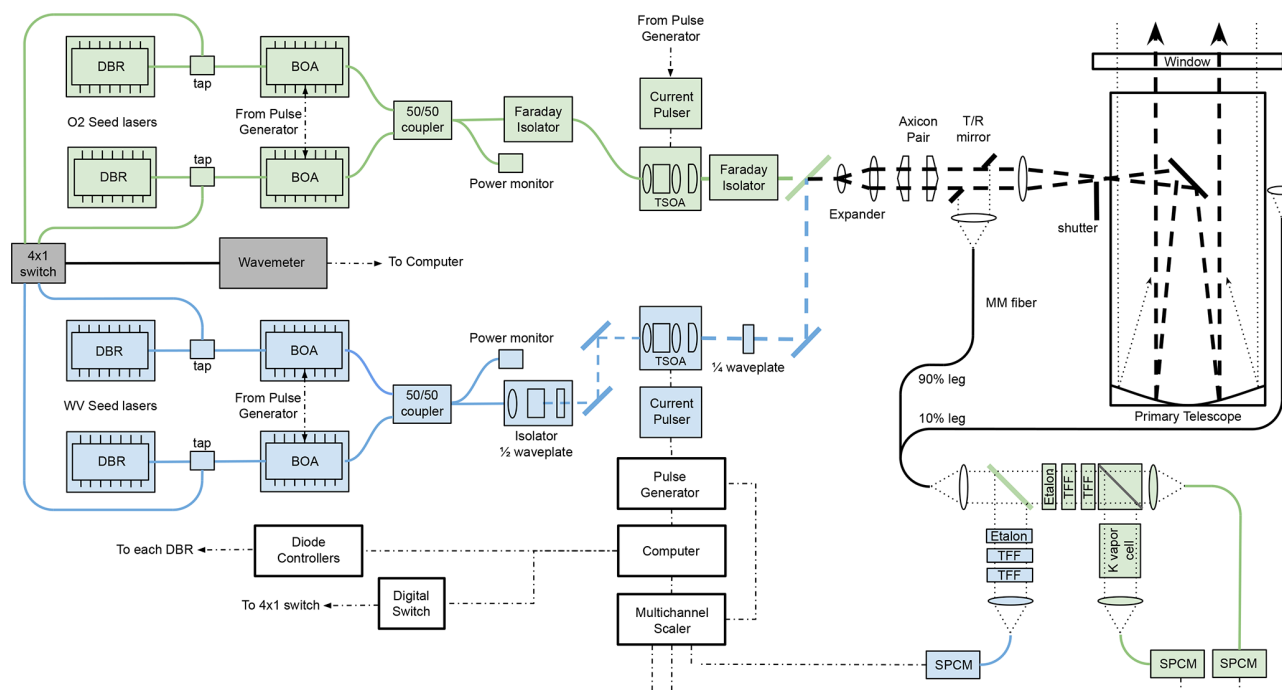 From Pulse
Generator
DBR
tap
BOA
O2 Seed lasers
From Pulse
Generator
50/50
coupler
Faraday
Isolator
Current
Pulser
Power monitor
TSOA
Faraday
Isolator
DBR
tap
BOA
Expander
Axicon
Pair
T/R
mirror
shutter
Window
4x1
switch
Wavemeter
To Computer
MM fiber
DBR
tap
BOA
WV Seed lasers
From Pulse
Generator
50/50
coupler
Power monitor
Isolator
½ waveplate
TSOA
¼ waveplate
Current
Pulser
DBR
tap
BOA
90% leg
10% leg
Primary Telescope
Pulse
Generator
Computer
Multichannel
Scaler
Diode
Controllers
To each DBR
Digital
Switch
To 4x1 switch
Etalon
TFF
TFF
Etalon
TFF
TFF
K vapor
cell
SPCM
SPCM
SPCM